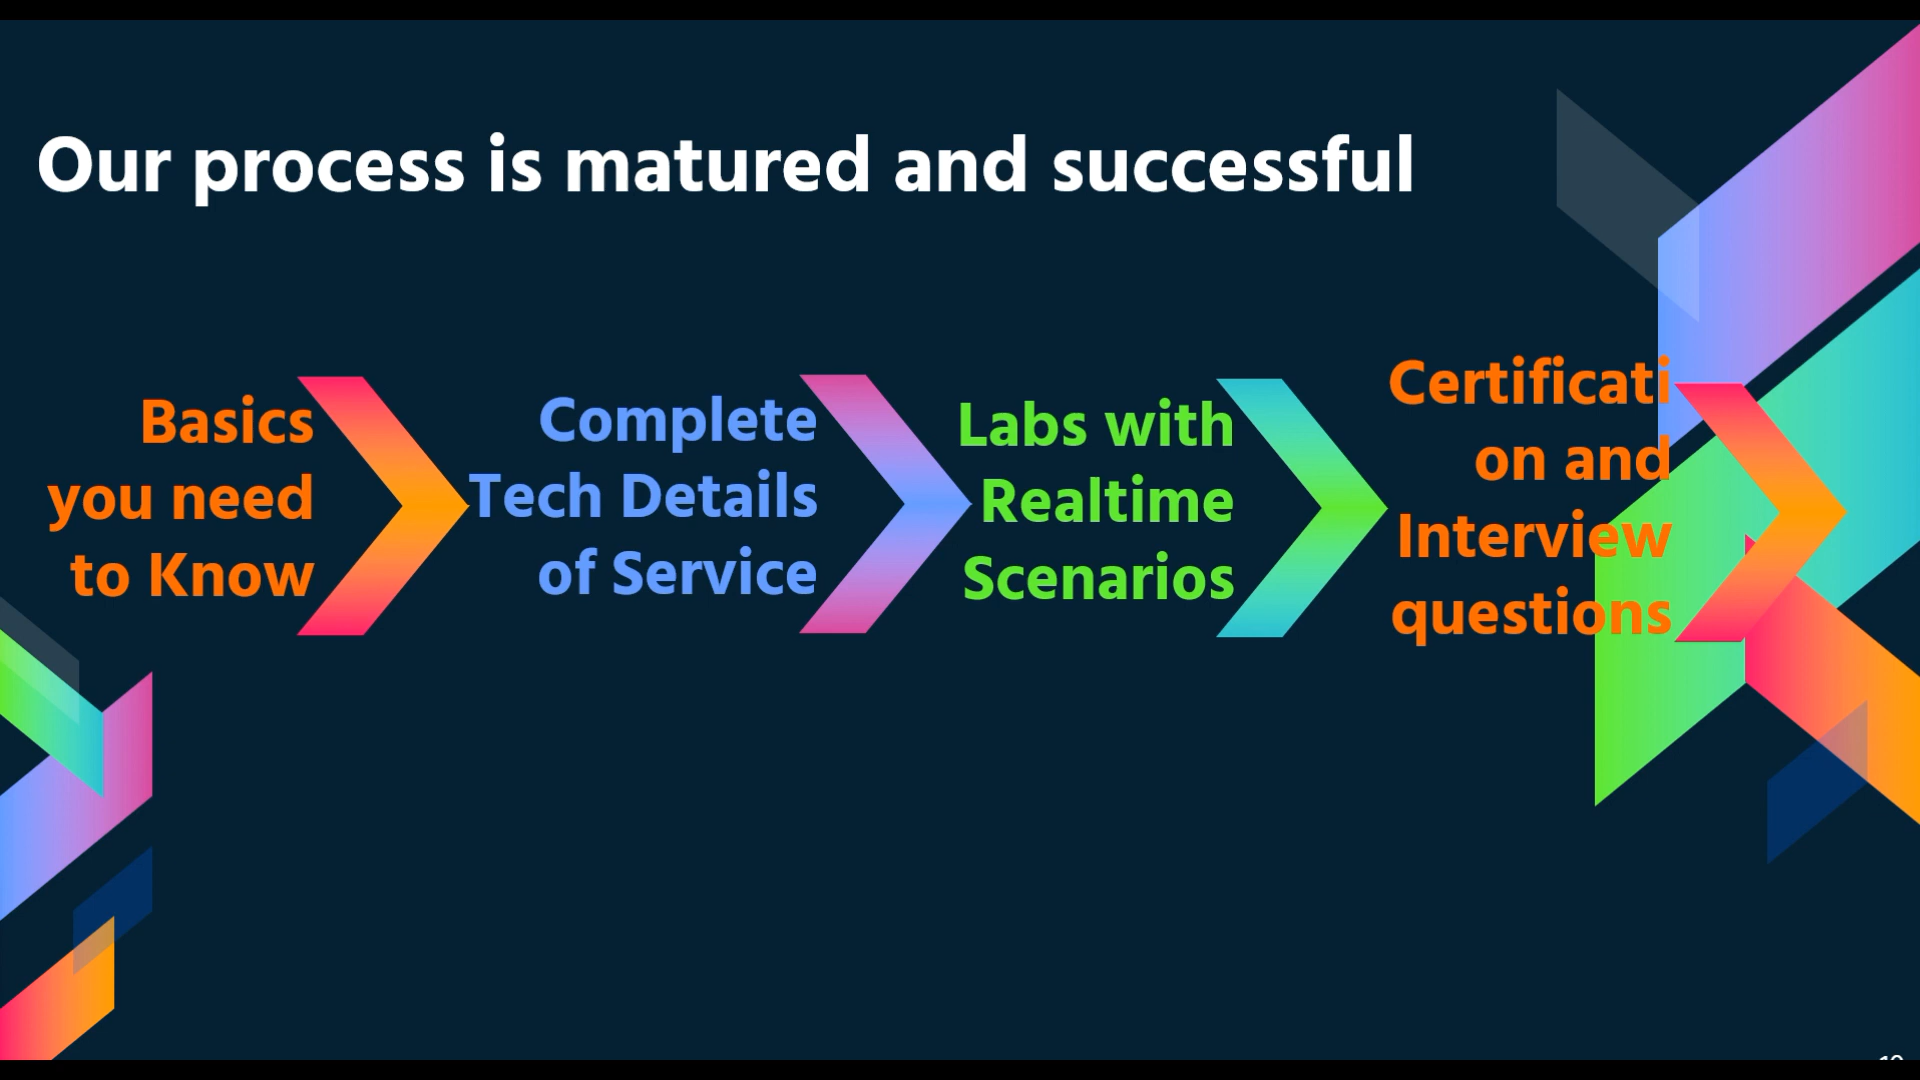 Our process is matured and successful
Basics
you need
to Know
Complete
Tech Details
of Service
Labs with
Realtime
Scenarios
Certificati
on and
Interview
questions